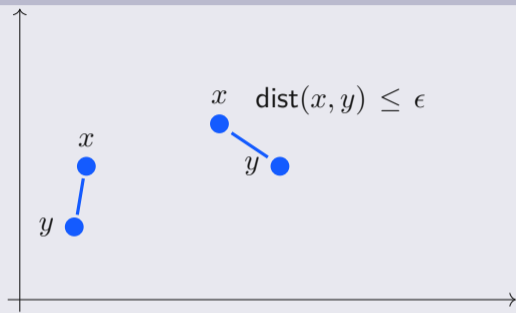 x dist(x, y) ≤ ϵ
x
y
y